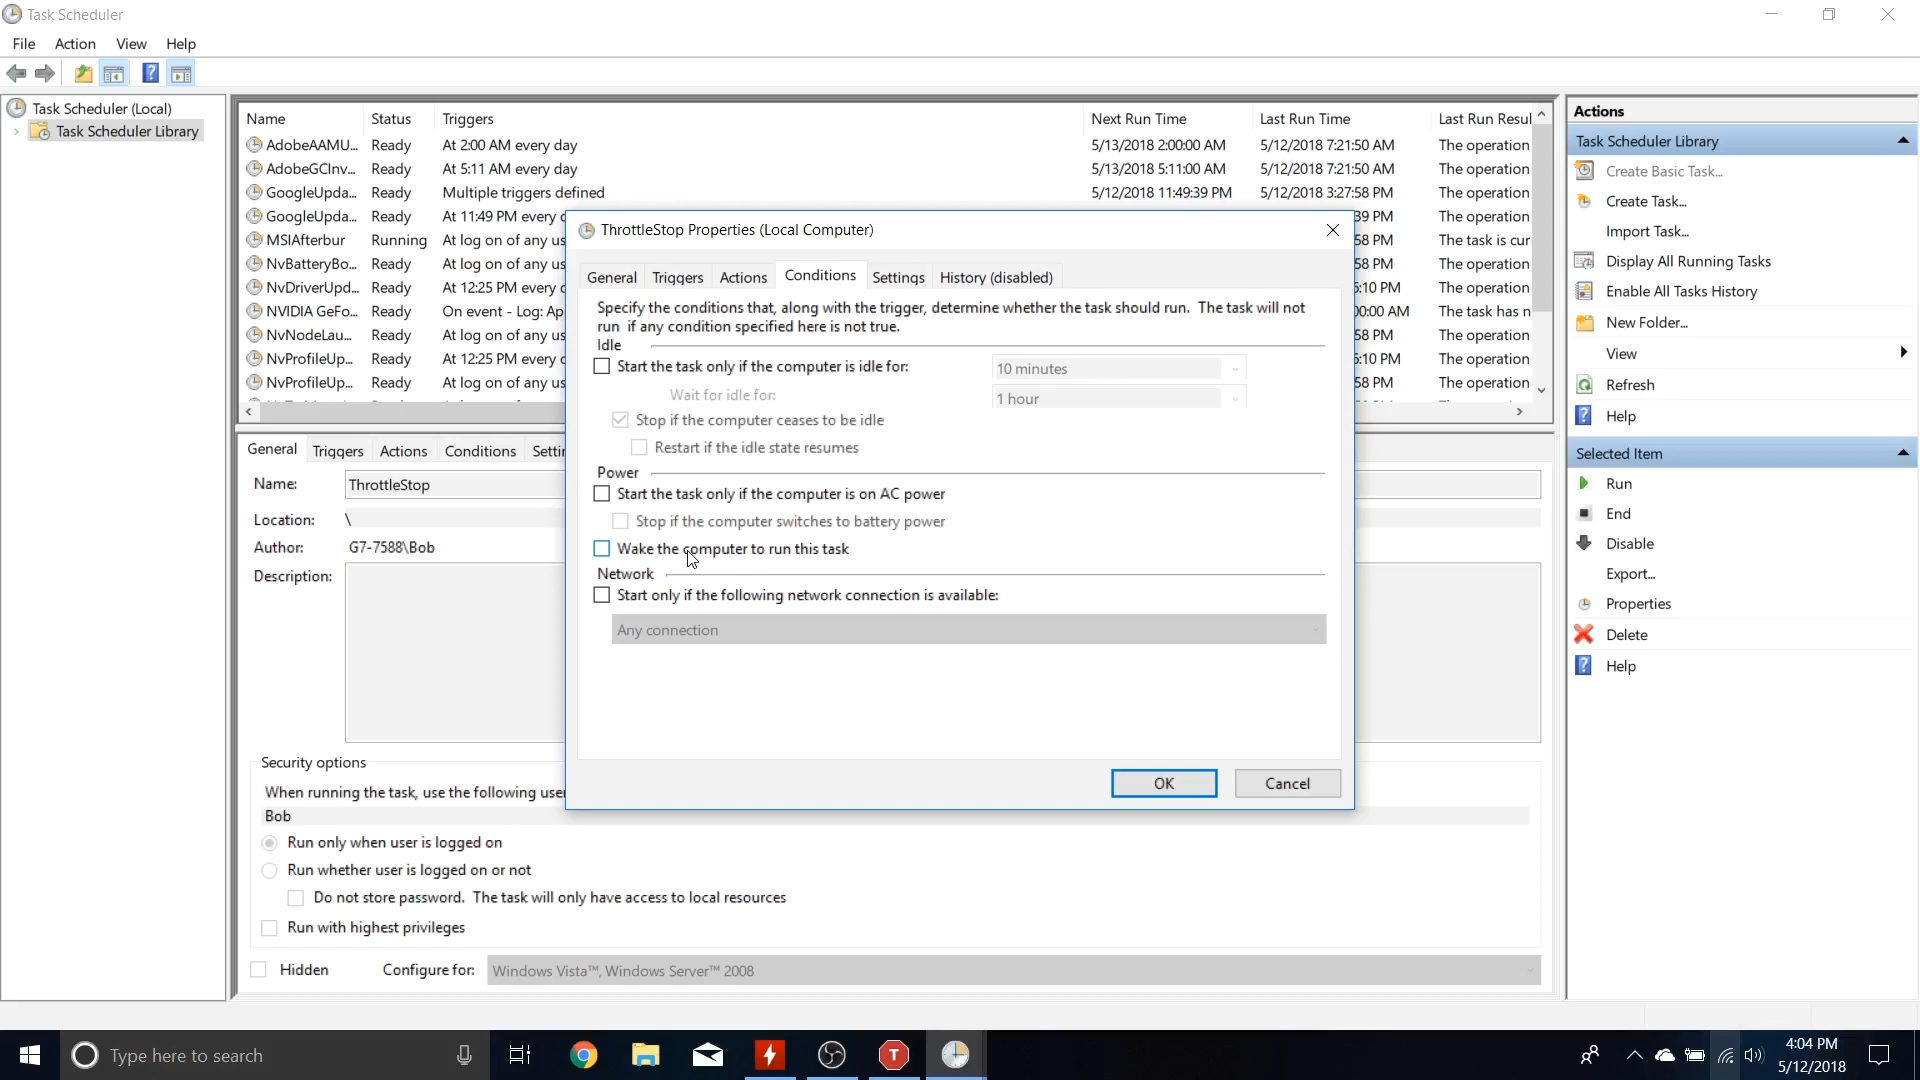 Task Scheduler
File Action View Help
Task Scheduler (Local)
Task Scheduler Library
Name Status Triggers Next Run Time Last Run Time Last Run Resul
AdobeAAMU... Ready At 2:00 AM every day 5/13/2018 2:00:00 AM 5/12/2018 7:21:50 AM The operation
AdobeGCInv... Ready At 5:11 AM every day 5/13/2018 5:11:00 AM 5/12/2018 7:21:50 AM The operation
GoogleUpda... Ready Multiple triggers defined 5/12/2018 11:49:39 PM 5/12/2018 3:27:58 PM The operation
GoogleUpda... Ready At 11:49 PM every 39 PM The operation
MSIAfterbur Running At log on of any us 58 PM The task is cur
NvBatteryBo... Ready At log on of any us 58 PM The operation
NvDriverUpd... Ready At 12:25 PM every 5:10 PM The operation
NVIDIA GeFo... Ready On event - Log: Ap 00:00 AM The task has n
NvNodeLau... Ready At log on of any us 58 PM The operation
NvProfileUp... Ready At 12:25 PM every 5:10 PM The operation
NvProfileUp... Ready At log on of any us 58 PM The operation
General Triggers Actions Conditions Settin
Name: ThrottleStop
Location: \
Author: G7-7588\Bob
Description:
Security options
When running the task, use the following user
Bob
Run only when user is logged on
Run whether user is logged on or not
Do not store password. The task will only have access to local resources
Run with highest privileges
Hidden Configure for: Windows Vista™, Windows Server™ 2008
ThrottleStop Properties (Local Computer)
General Triggers Actions Conditions Settings History (disabled)
Specify the conditions that, along with the trigger, determine whether the task should run. The task will not
run if any condition specified here is not true.
Idle
Start the task only if the computer is idle for: 10 minutes
Wait for idle for: 1 hour
Stop if the computer ceases to be idle
Restart if the idle state resumes
Power
Start the task only if the computer is on AC power
Stop if the computer switches to battery power
Wake the computer to run this task
Network
Start only if the following network connection is available:
Any connection
OK Cancel
Actions
Task Scheduler Library
Create Basic Task...
Create Task...
Import Task...
Display All Running Tasks
Enable All Tasks History
New Folder...
View
Refresh
Help
Selected Item
Run
End
Disable
Export...
Properties
Delete
Help
Type here to search
T
4:04 PM
5/12/2018